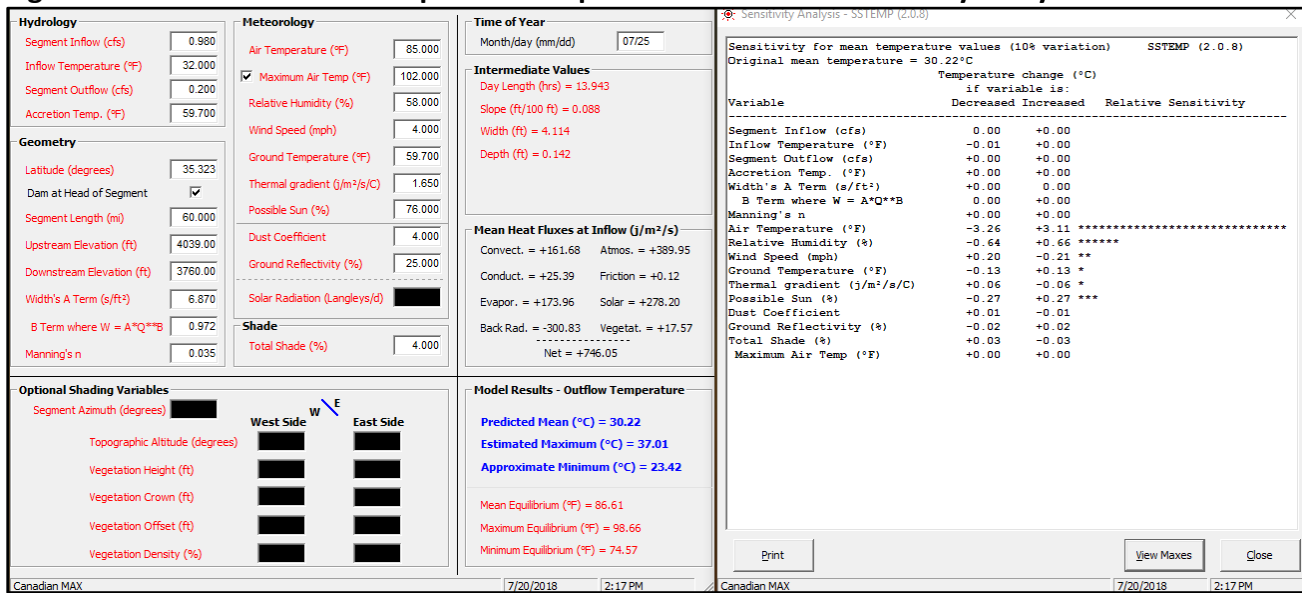 Sensitivity Analysis - SSTEMP (2.0.8)
Hydrology
Segment Inflow (cfs) 0.980
Inflow Temperature (°F) 32.000
Segment Outflow (cfs) 0.200
Accretion Temp. (°F) 59.700
Geometry
Latitude (degrees) 35.323
Dam at Head of Segment
Segment Length (mi) 60.000
Upstream Elevation (ft) 4039.00
Downstream Elevation (ft) 3760.00
Width's A Term (s/ft²) 6.870
B Term where W = A*Q**B 0.972
Manning's n 0.035
Meteorology
Air Temperature (°F) 85.000
Maximum Air Temp (°F) 102.000
Relative Humidity (%) 58.000
Wind Speed (mph) 4.000
Ground Temperature (°F) 59.700
Thermal gradient (j/m²/s/C) 1.650
Possible Sun (%) 76.000
Dust Coefficient 4.000
Ground Reflectivity (%) 25.000
Solar Radiation (Langleys/d)
Shade
Total Shade (%) 4.000
Time of Year
Month/day (mm/dd) 07/25
Intermediate Values
Day Length (hrs) = 13.943
Slope (ft/100 ft) = 0.088
Width (ft) = 4.114
Depth (ft) = 0.142
Mean Heat Fluxes at Inflow (j/m²/s)
Convect. = +161.68 Atmos. = +389.95
Conduct. = +25.39 Friction = +0.12
Evapor. = +173.96 Solar = +278.20
Back Rad. = -300.83 Vegetat. = +17.57
--------------
Net = +746.05
Optional Shading Variables
Segment Azimuth (degrees)
W E
West Side East Side
Topographic Altitude (degrees)
Vegetation Height (ft)
Vegetation Crown (ft)
Vegetation Offset (ft)
Vegetation Density (%)
Model Results - Outflow Temperature
Predicted Mean (°C) = 30.22
Estimated Maximum (°C) = 37.01
Approximate Minimum (°C) = 23.42
Mean Equilibrium (°F) = 86.61
Maximum Equilibrium (°F) = 98.66
Minimum Equilibrium (°F) = 74.57
Canadian MAX 7/20/2018 2:17 PM
Sensitivity for mean temperature values (10% variation) SSTEMP (2.0.8)
Original mean temperature = 30.22°C
Temperature change (°C)
if variable is:
Variable Decreased Increased Relative Sensitivity
Segment Inflow (cfs) 0.00 +0.00
Inflow Temperature (°F) -0.01 +0.00
Segment Outflow (cfs) +0.00 +0.00
Accretion Temp. (°F) +0.00 +0.00
Width's A Term (s/ft²) +0.00 0.00
B Term where W = A*Q**B 0.00 +0.00
Manning's n +0.00 +0.00
Air Temperature (°F) -3.26 +3.11 ******************************
Relative Humidity (%) -0.64 +0.66 ******
Wind Speed (mph) +0.20 -0.21 **
Ground Temperature (°F) -0.13 +0.13 *
Thermal gradient (j/m²/s/C) +0.06 -0.06 *
Possible Sun (%) -0.27 +0.27 ***
Dust Coefficient +0.01 -0.01
Ground Reflectivity (%) -0.02 +0.02
Total Shade (%) +0.03 -0.03
Maximum Air Temp (°F) +0.00 +0.00
Print View Maxes Close
Canadian MAX 7/20/2018 2:17 PM